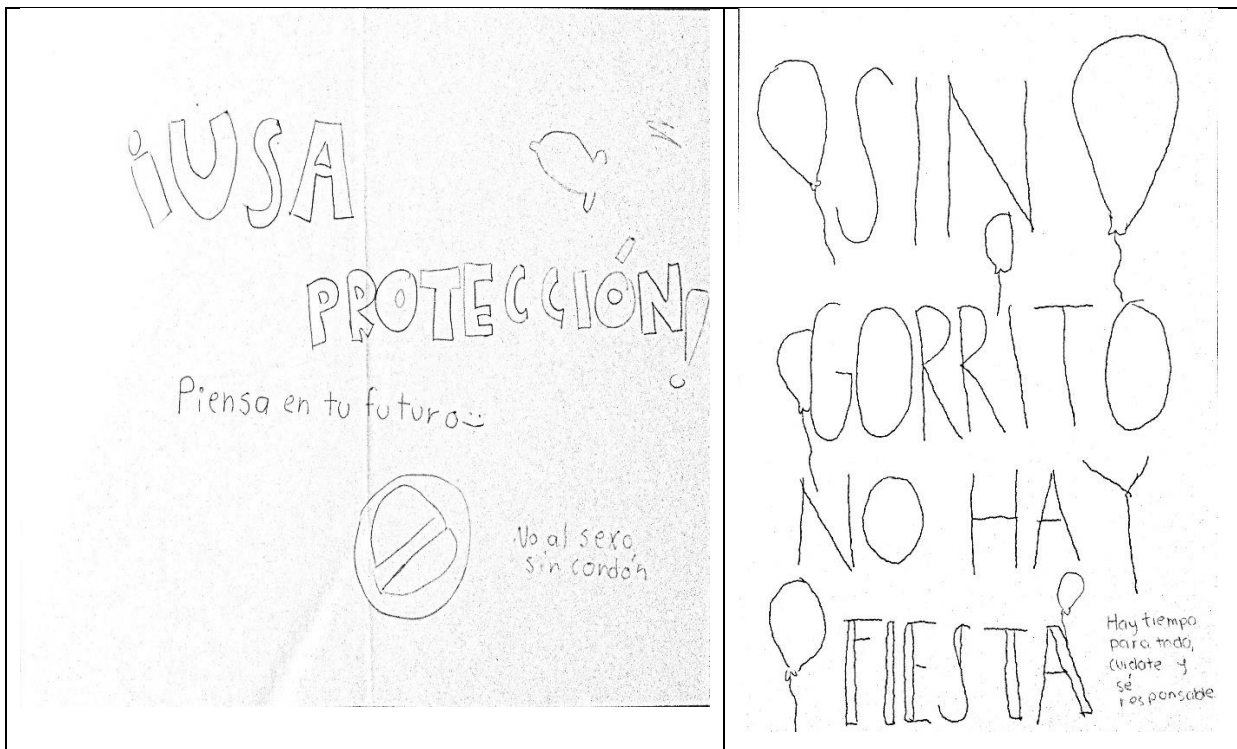 ¡USA
PROTECCIÓN!
Piensa en tu futuro :)
No al sexo
sin condón
SIN
GORRITO
NO HAY
FIESTA
Hay tiempo
para todo,
cuidate y
sé
responsable